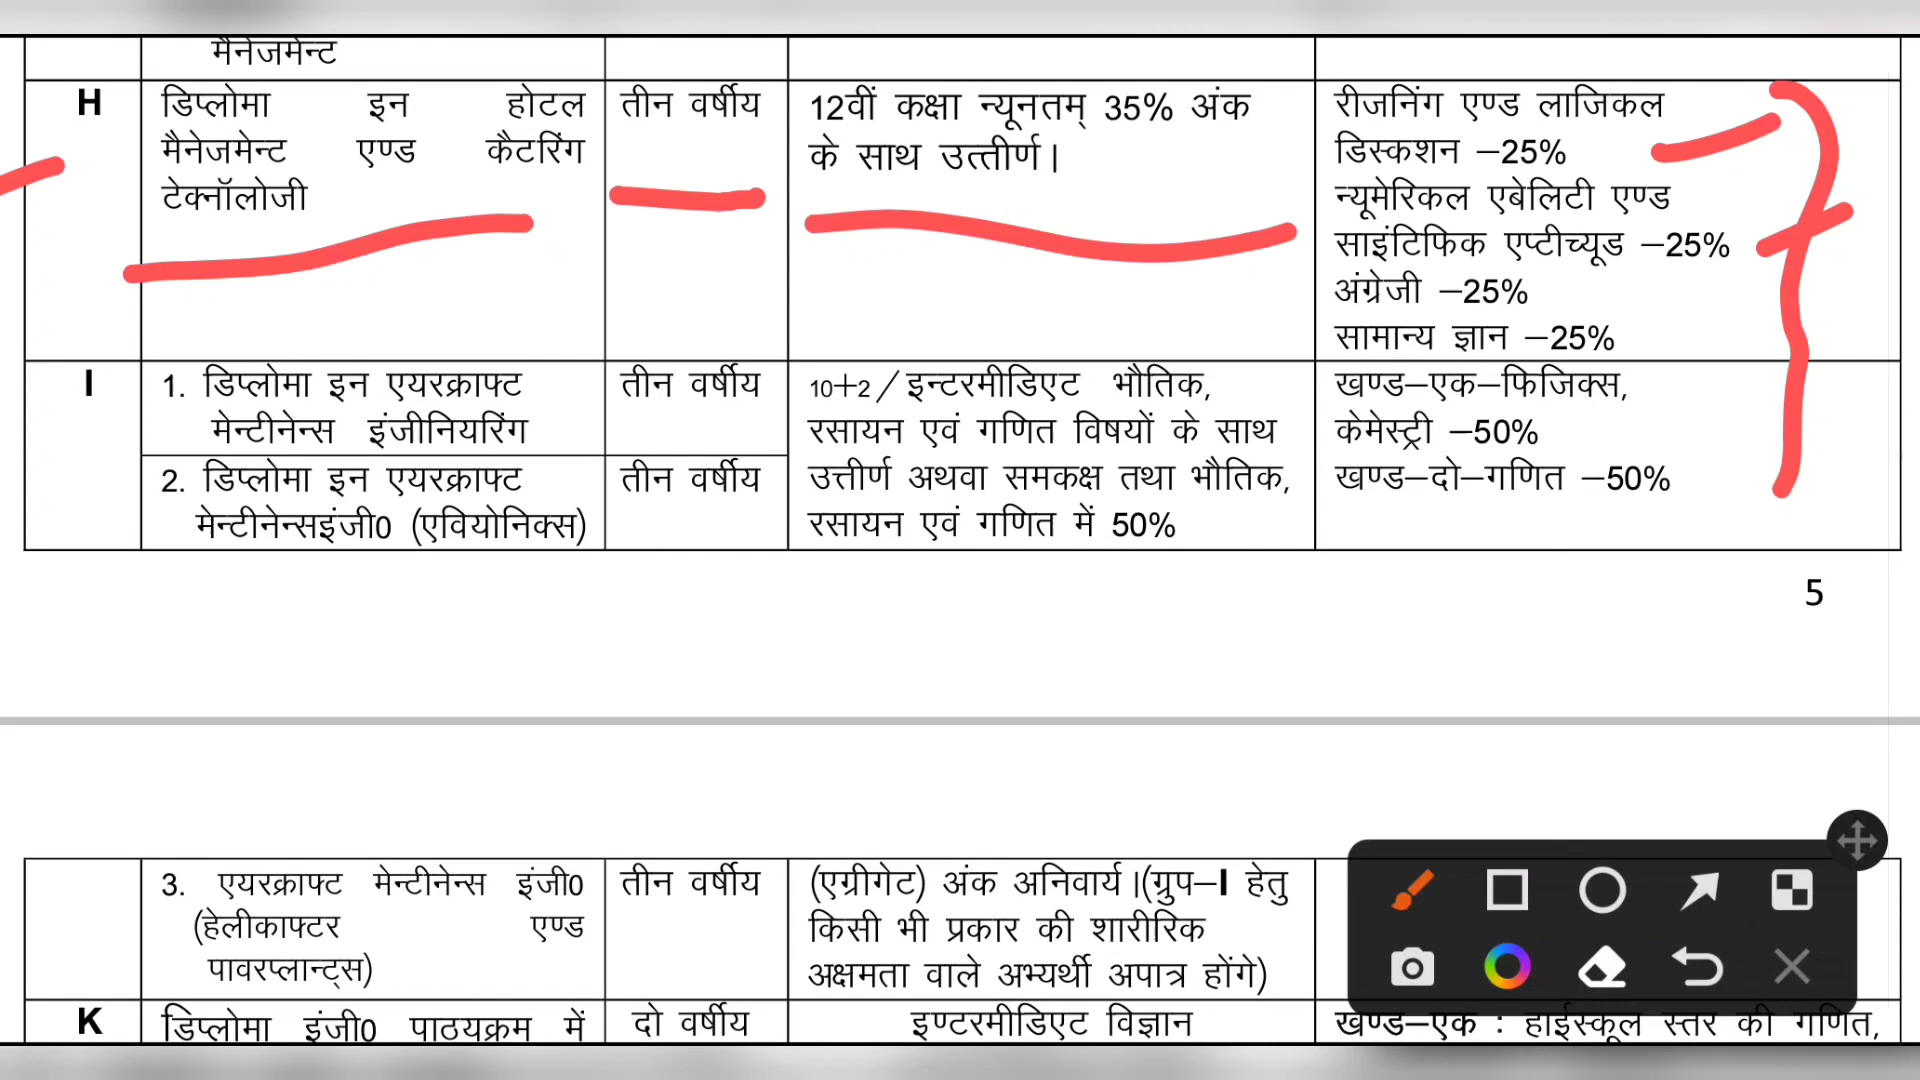 मैनेजमेन्ट
H
डिप्लोमा इन होटल
मैनेजमेन्ट एण्ड कैटरिंग
टेक्नॉलोजी
तीन वर्षीय
12वीं कक्षा न्यूनतम् 35% अंक
के साथ उत्तीर्ण।
रीजनिंग एण्ड लाजिकल
डिस्कशन –25%
न्यूमेरिकल एबेलिटी एण्ड
साइंटिफिक एप्टीच्यूड –25%
अंग्रेजी –25%
सामान्य ज्ञान –25%
I
1. डिप्लोमा इन एयरक्राफ्ट
मेन्टीनेन्स इंजीनियरिंग
तीन वर्षीय
2. डिप्लोमा इन एयरक्राफ्ट
मेन्टीनेन्सइंजी0 (एवियोनिक्स)
तीन वर्षीय
10+2/इन्टरमीडिएट भौतिक,
रसायन एवं गणित विषयों के साथ
उत्तीर्ण अथवा समकक्ष तथा भौतिक,
रसायन एवं गणित में 50%
खण्ड–एक–फिजिक्स,
केमेस्ट्री –50%
खण्ड–दो–गणित –50%
5
3. एयरक्राफ्ट मेन्टीनेन्स इंजी0
(हेलीकाफ्टर एण्ड
पावरप्लान्ट्स)
तीन वर्षीय
(एग्रीगेट) अंक अनिवार्य।(ग्रुप–I हेतु
किसी भी प्रकार की शारीरिक
अक्षमता वाले अभ्यर्थी अपात्र होंगे)
K
डिप्लोमा इंजी0 पाठयक्रम में
दो वर्षीय
इण्टरमीडिएट विज्ञान
खण्ड–एक : हाईस्कूल स्तर की गणित,